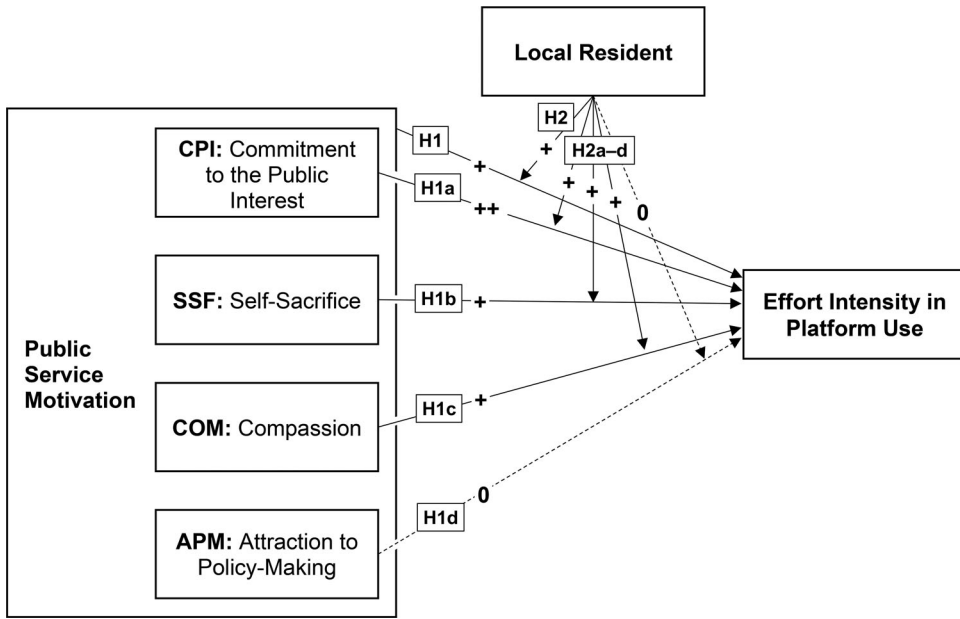 Local Resident
H2
H2a–d
+
+
+
+
0
Public
Service
Motivation
CPI: Commitment
to the Public
Interest
H1
+
H1a
++
SSF: Self-Sacrifice
H1b
+
COM: Compassion
H1c
+
APM: Attraction to
Policy-Making
H1d
0
Effort Intensity in
Platform Use